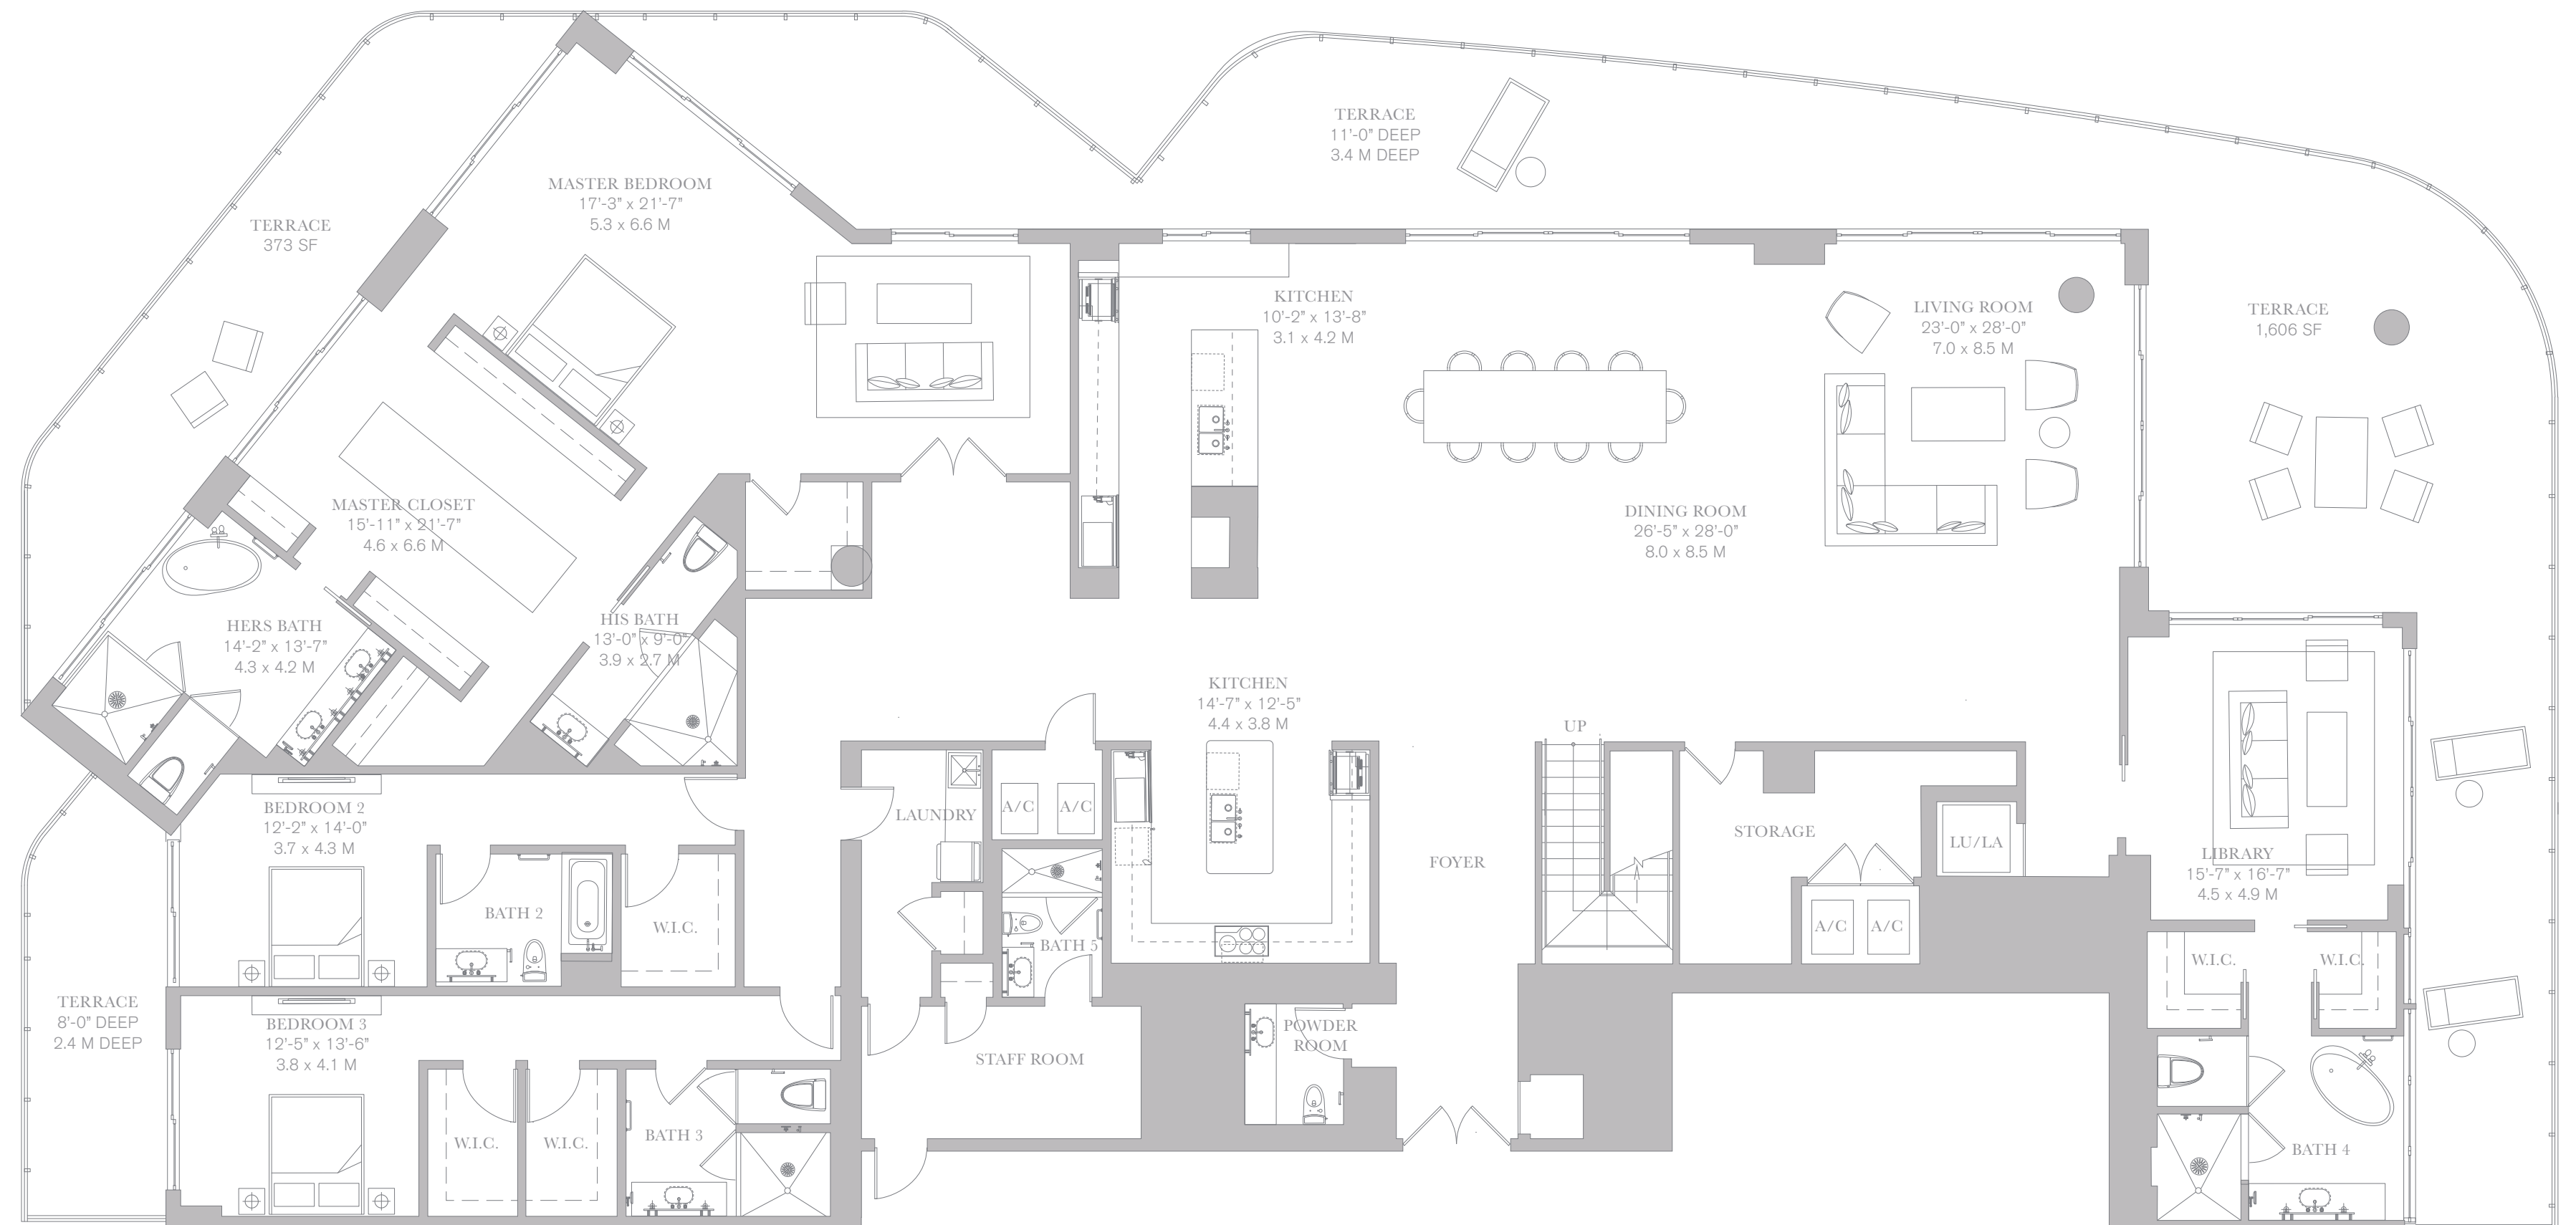 TERRACE
11'-0" DEEP
3.4 M DEEP
MASTER BEDROOM
17'-3" x 21'-7"
5.3 x 6.6 M
TERRACE
373 SF
KITCHEN
10'-2" x 13'-8"
3.1 x 4.2 M
LIVING ROOM
23'-0" x 28'-0"
7.0 x 8.5 M
TERRACE
1,606 SF
MASTER CLOSET
15'-11" x 21'-7"
4.6 x 6.6 M
DINING ROOM
26'-5" x 28'-0"
8.0 x 8.5 M
HERS BATH
14'-2" x 13'-7"
4.3 x 4.2 M
HIS BATH
13'-0" x 9'-0"
3.9 x 2.7 M
KITCHEN
14'-7" x 12'-5"
4.4 x 3.8 M
UP
BEDROOM 2
12'-2" x 14'-0"
3.7 x 4.3 M
LAUNDRY
A/C
A/C
STORAGE
LU/LA
FOYER
LIBRARY
15'-7" x 16'-7"
4.5 x 4.9 M
BATH 2
W.I.C.
BATH 5
A/C
A/C
W.I.C.
W.I.C.
TERRACE
8'-0" DEEP
2.4 M DEEP
BEDROOM 3
12'-5" x 13'-6"
3.8 x 4.1 M
STAFF ROOM
POWDER
ROOM
W.I.C.
W.I.C.
BATH 3
BATH 4